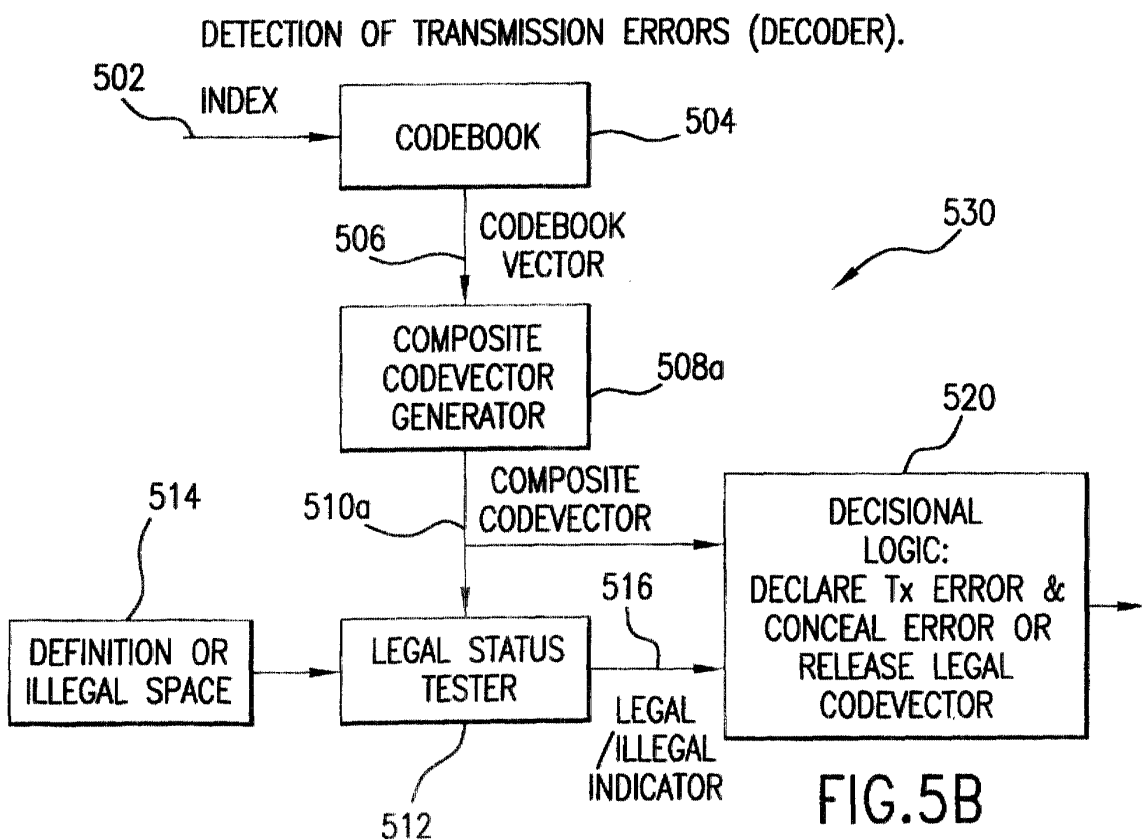 DETECTION OF TRANSMISSION ERRORS (DECODER).
502
INDEX
CODEBOOK
504
506
CODEBOOK
VECTOR
530
COMPOSITE
CODEVECTOR
GENERATOR
508a
520
514
510a
COMPOSITE
CODEVECTOR
DECISIONAL
LOGIC:
DECLARE Tx ERROR &
CONCEAL ERROR OR
RELEASE LEGAL
CODEVECTOR
516
DEFINITION OR
ILLEGAL SPACE
LEGAL STATUS
TESTER
LEGAL
/ILLEGAL
INDICATOR
512
FIG.5B